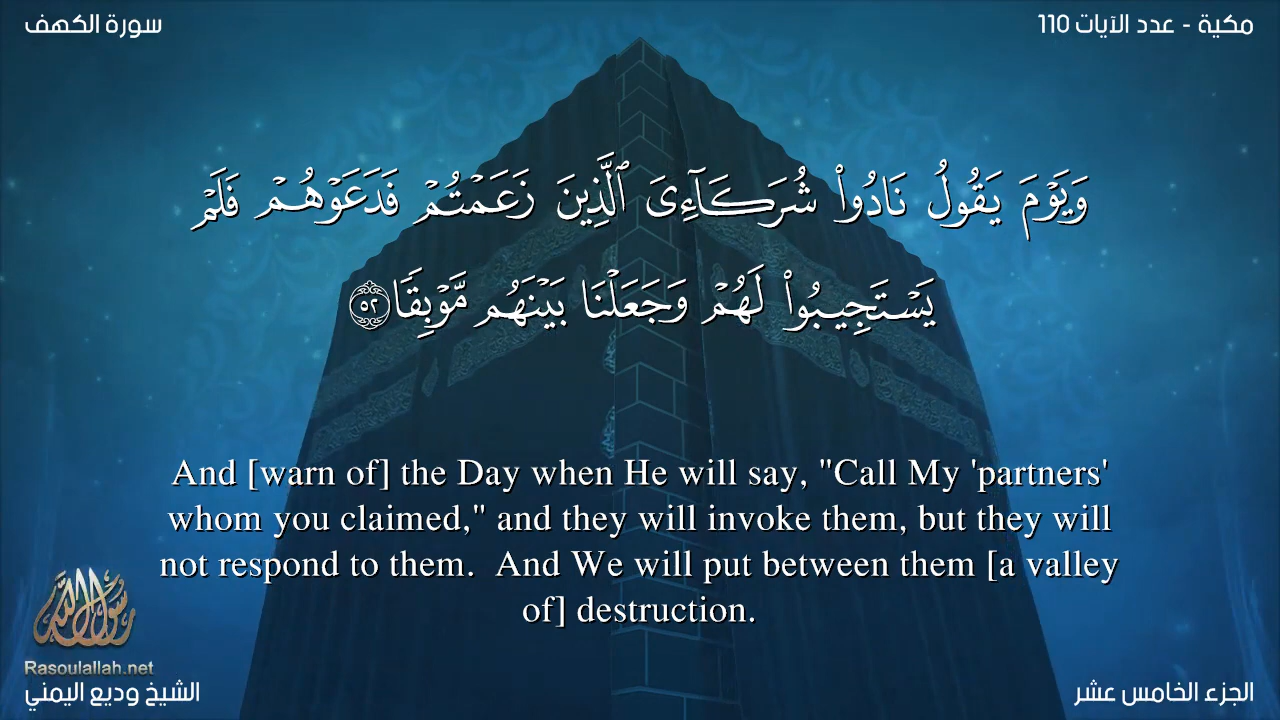 سورة الكهف
مكية - عدد الآيات 110
وَيَوْمَ يَقُولُ نَادُوا۟ شُرَكَآءِىَ ٱلَّذِينَ زَعَمْتُمْ فَدَعَوْهُمْ فَلَمْ
يَسْتَجِيبُوا۟ لَهُمْ وَجَعَلْنَا بَيْنَهُم مَّوْبِقًا ٥٢
And [warn of] the Day when He will say, "Call My 'partners'
whom you claimed," and they will invoke them, but they will
not respond to them.  And We will put between them [a valley
of] destruction.
رسول الله
Rasoulallah.net
الشيخ وديع اليمني
الجزء الخامس عشر